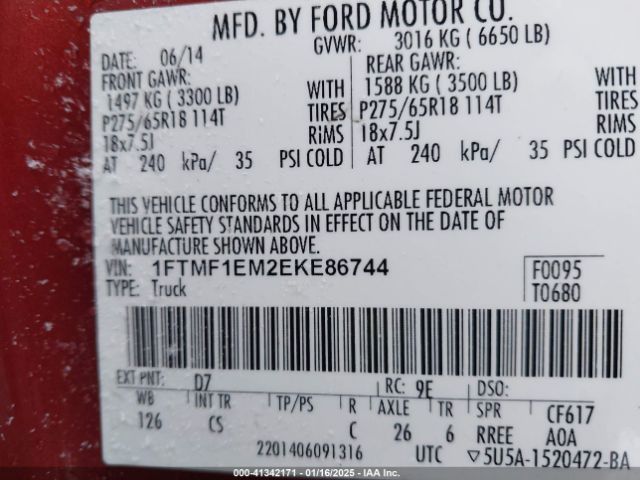 MFD. BY FORD MOTOR CO.
DATE: 06/14 GVWR: 3016 KG (6650 LB)
FRONT GAWR: REAR GAWR:
1497 KG (3300 LB) WITH 1588 KG (3500 LB) WITH
P275/65R18 114T TIRES P275/65R18 114T TIRES
18x7.5J RIMS 18x7.5J RIMS
AT 240 kPa/ 35 PSI COLD AT 240 kPa/ 35 PSI COLD
THIS VEHICLE CONFORMS TO ALL APPLICABLE FEDERAL MOTOR
VEHICLE SAFETY STANDARDS IN EFFECT ON THE DATE OF
MANUFACTURE SHOWN ABOVE.
VIN: 1FTMF1EM2EKE86744 F0095
TYPE: Truck T0680
EXT PNT: D7 RC: 9E DSO:
WB INT TR TP/PS R AXLE TR SPR CF617
126 CS C 26 6 RREE AOA
2201406091316 UTC ▽5U5A-1520472-BA
00:41342171 - 01/16/2025 - IAAI.com